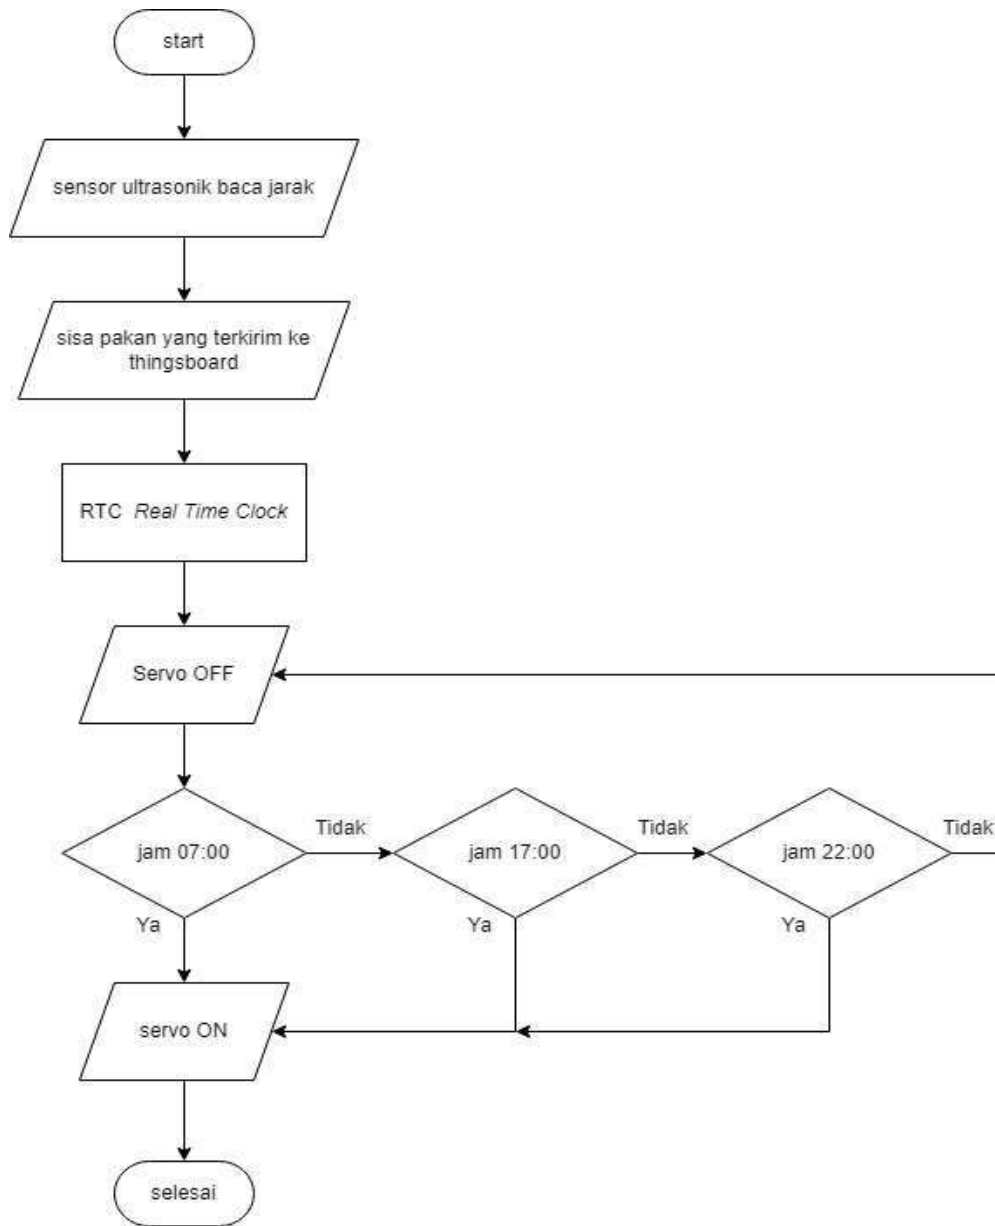 start
sensor ultrasonik baca jarak
sisa pakan yang terkirim ke
thingsboard
RTC Real Time Clock
Servo OFF
jam 07:00
Tidak
jam 17:00
Tidak
jam 22:00
Tidak
Ya
Ya
Ya
servo ON
selesai